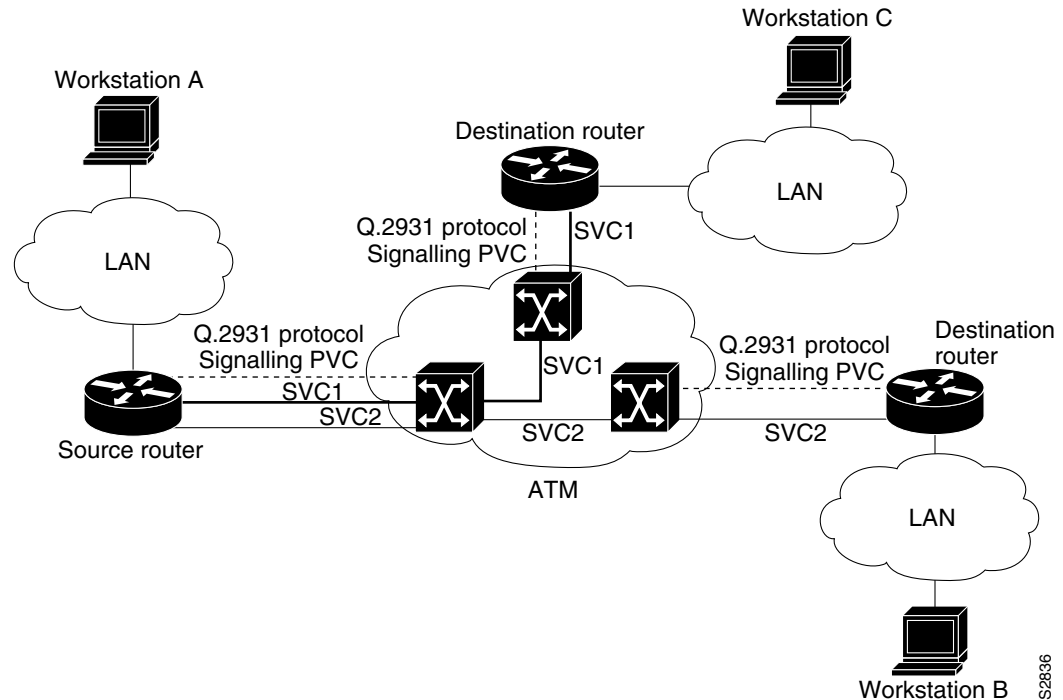 Workstation C
Workstation A
Destination router
LAN
Q.2931 protocol
Signalling PVC
SVC1
LAN
Q.2931 protocol
Signalling PVC
SVC1
Q.2931 protocol
Signalling PVC
Destination
router
SVC1
SVC2
SVC2
SVC2
Source router
ATM
LAN
Workstation B
S2836